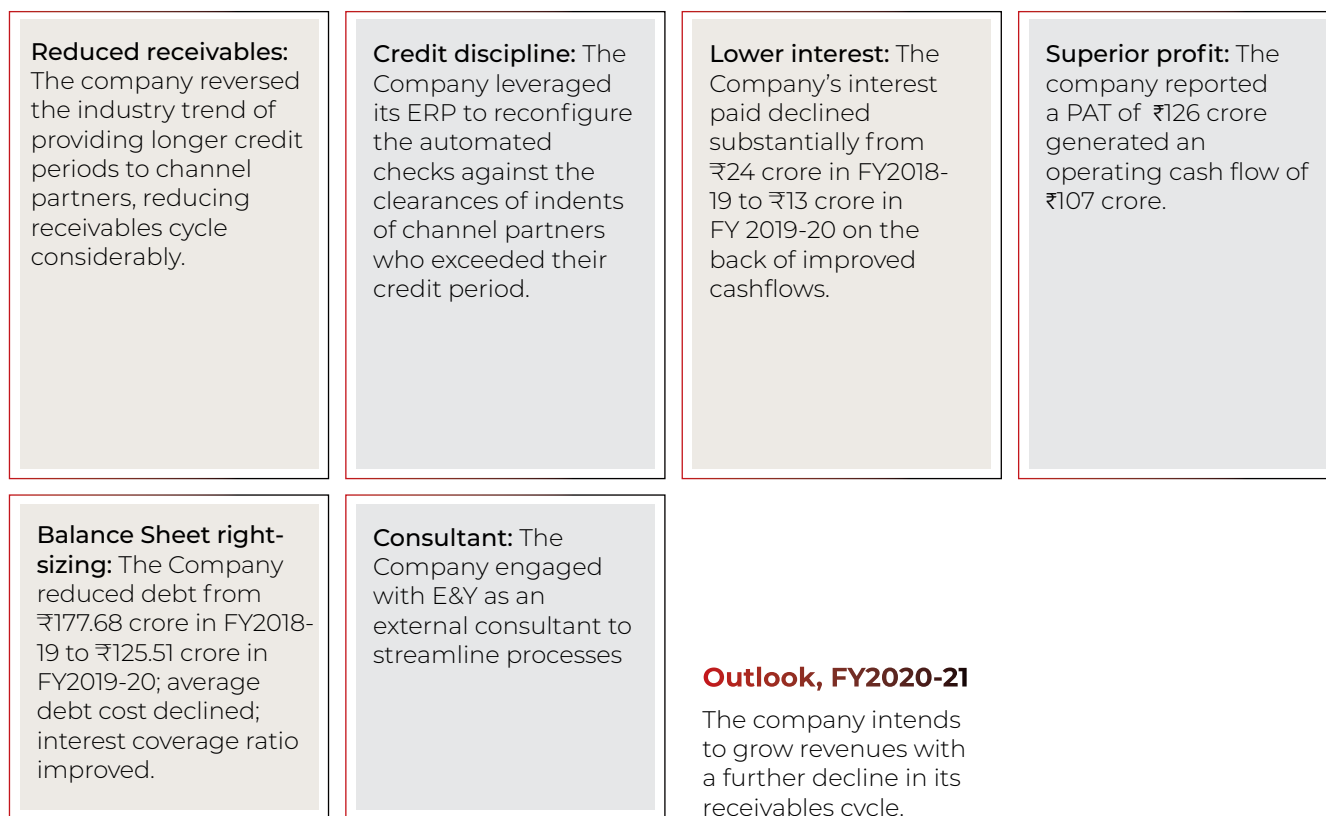 Reduced receivables:
The company reversed
the industry trend of
providing longer credit
periods to channel
partners, reducing
receivables cycle
considerably.
Credit discipline: The
Company leveraged
its ERP to reconfigure
the automated
checks against the
clearances of indents
of channel partners
who exceeded their
credit period.
Lower interest: The
Company's interest
paid declined
substantially from
₹24 crore in FY2018-
19 to ₹13 crore in
FY 2019-20 on the
back of improved
cashflows.
Superior profit: The
company reported
a PAT of ₹126 crore
generated an
operating cash flow of
₹107 crore.
Balance Sheet right-
sizing: The Company
reduced debt from
₹177.68 crore in FY2018-
19 to ₹125.51 crore in
FY2019-20; average
debt cost declined;
interest coverage ratio
improved.
Consultant: The
Company engaged
with E&Y as an
external consultant to
streamline processes
Outlook, FY2020-21
The company intends
to grow revenues with
a further decline in its
receivables cycle.